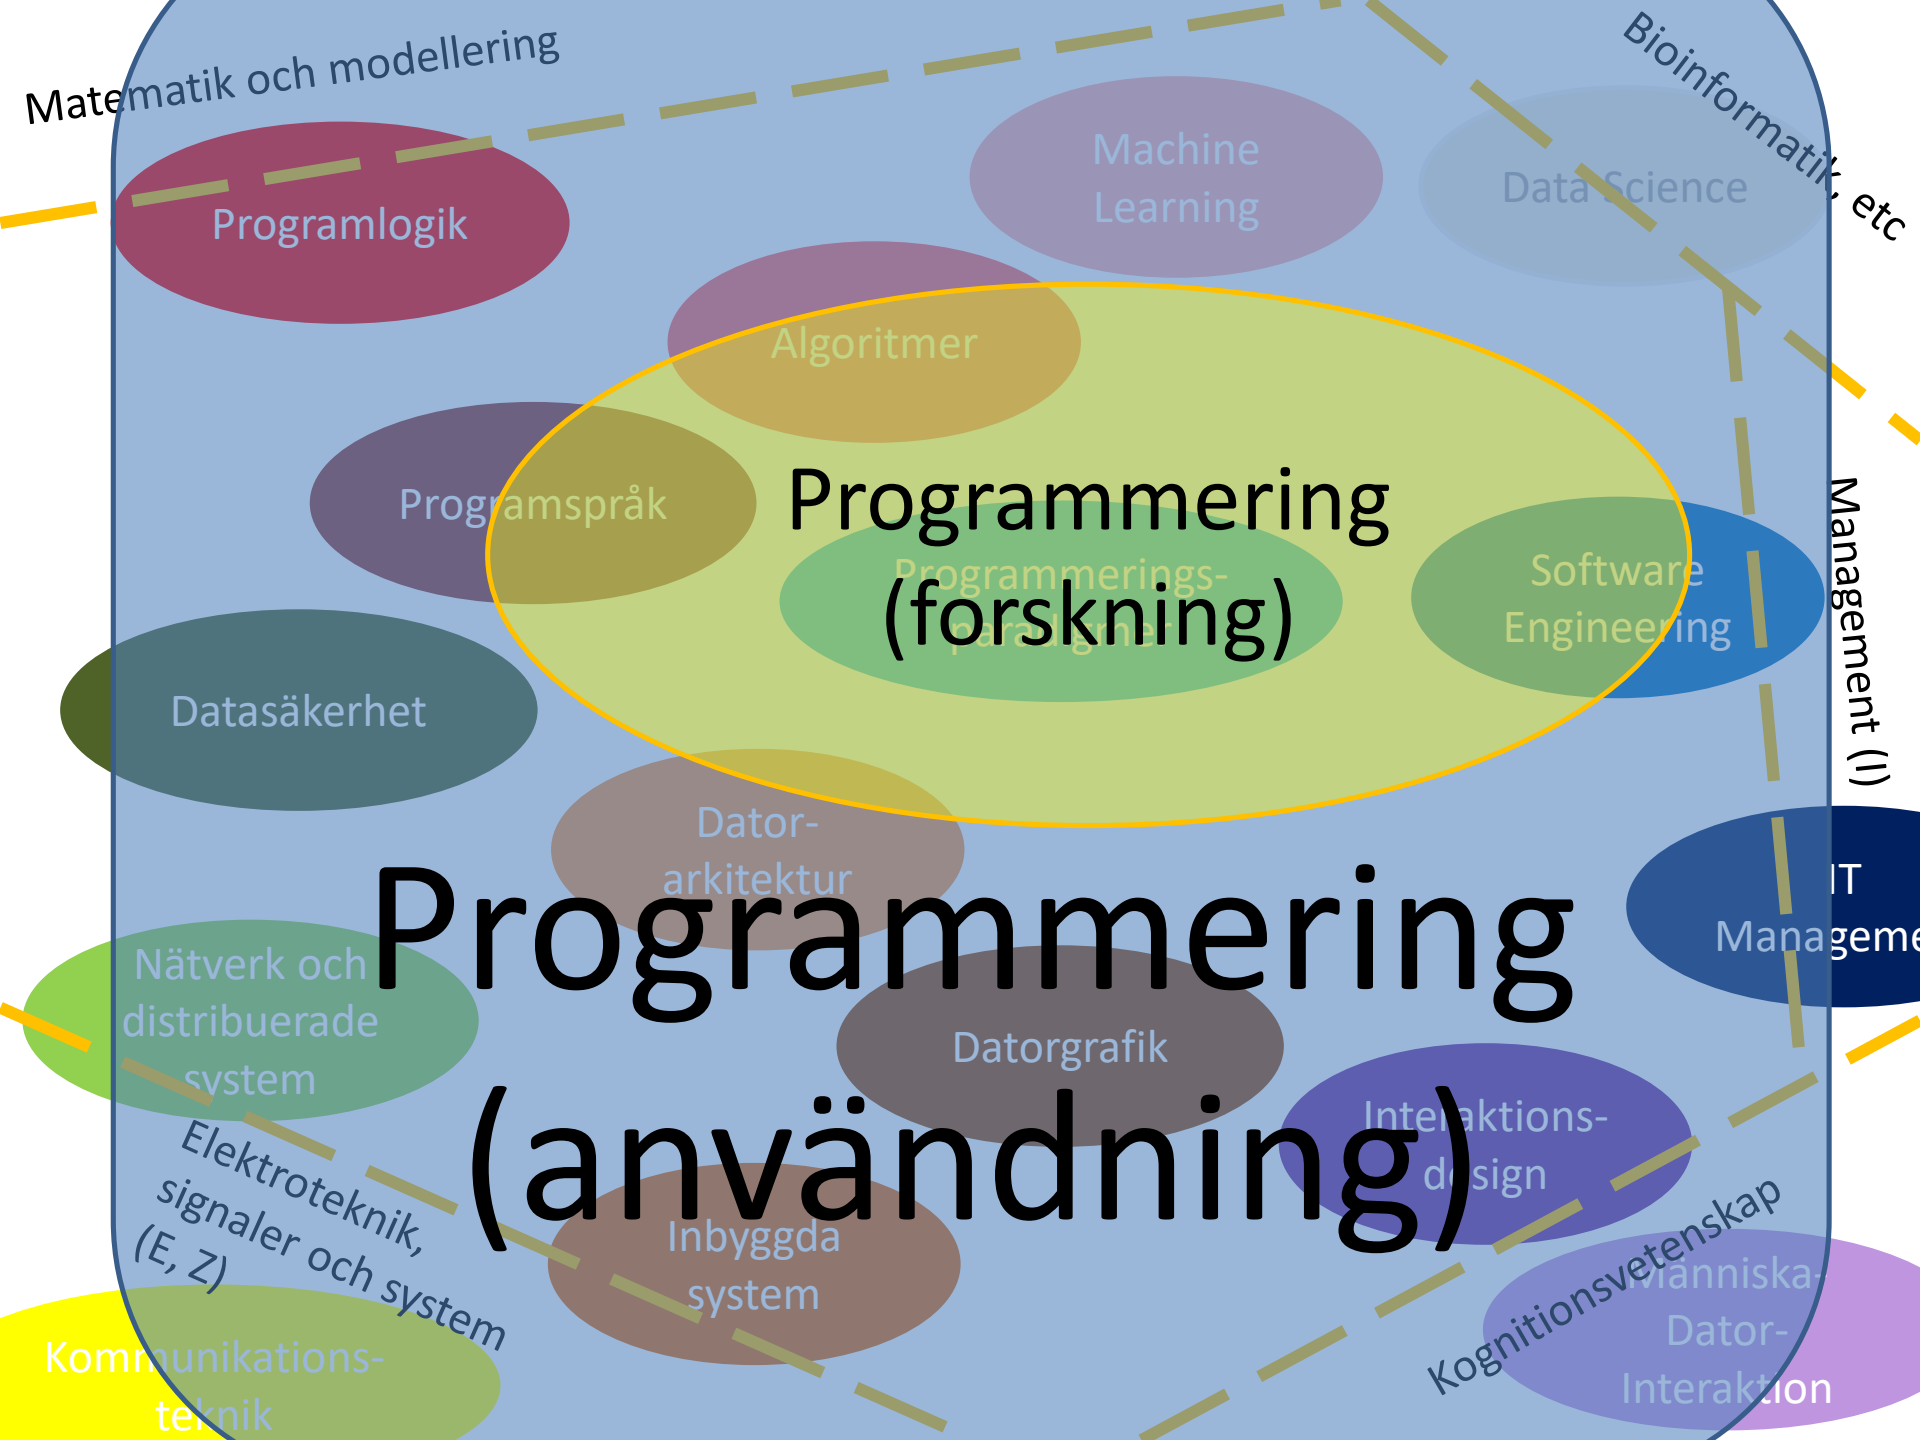 Matematik och modellering
Bioinformatik, etc
Machine
Learning
Data Science
Programlogik
Algoritmer
Programspråk
Programmering
(forskning)
Programmerings-
paradigmer
Software
Engineering
Management (I)
Datasäkerhet
Dator-
arkitektur
IT
Manageme
Programmering
(användning)
Nätverk och
distribuerade
system
Datorgrafik
Interaktions-
design
Elektroteknik,
signaler och system
(E, Z)
Inbyggda
system
Kognitionsvetenskap
Människa-
Dator-
Interaktion
Kommunikations-
teknik